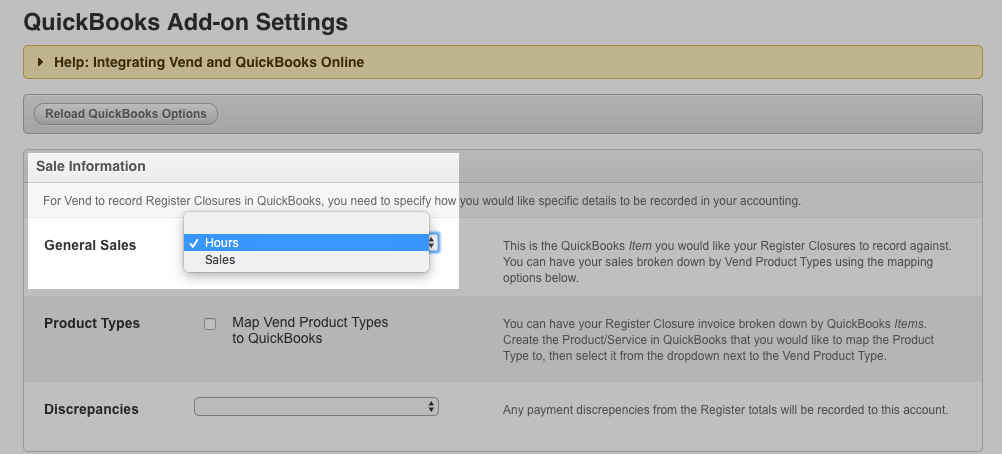 QuickBooks Add-on Settings
Help: Integrating Vend and QuickBooks Online
Reload QuickBooks Options
Sale Information
For Vend to record Register Closures in QuickBooks, you need to specify how you would like specific details to be recorded in your accounting.
General Sales
✓ Hours
Sales
This is the QuickBooks Item you would like your Register Closures to record against.
You can have your sales broken down by Vend Product Types using the mapping
options below.
Product Types
Map Vend Product Types
to QuickBooks
You can have your Register Closure invoice broken down by QuickBooks Items.
Create the Product/Service in QuickBooks that you would like to map the Product
Type to, then select it from the dropdown next to the Vend Product Type.
Discrepancies
Any payment discrepancies from the Register totals will be recorded to this account.